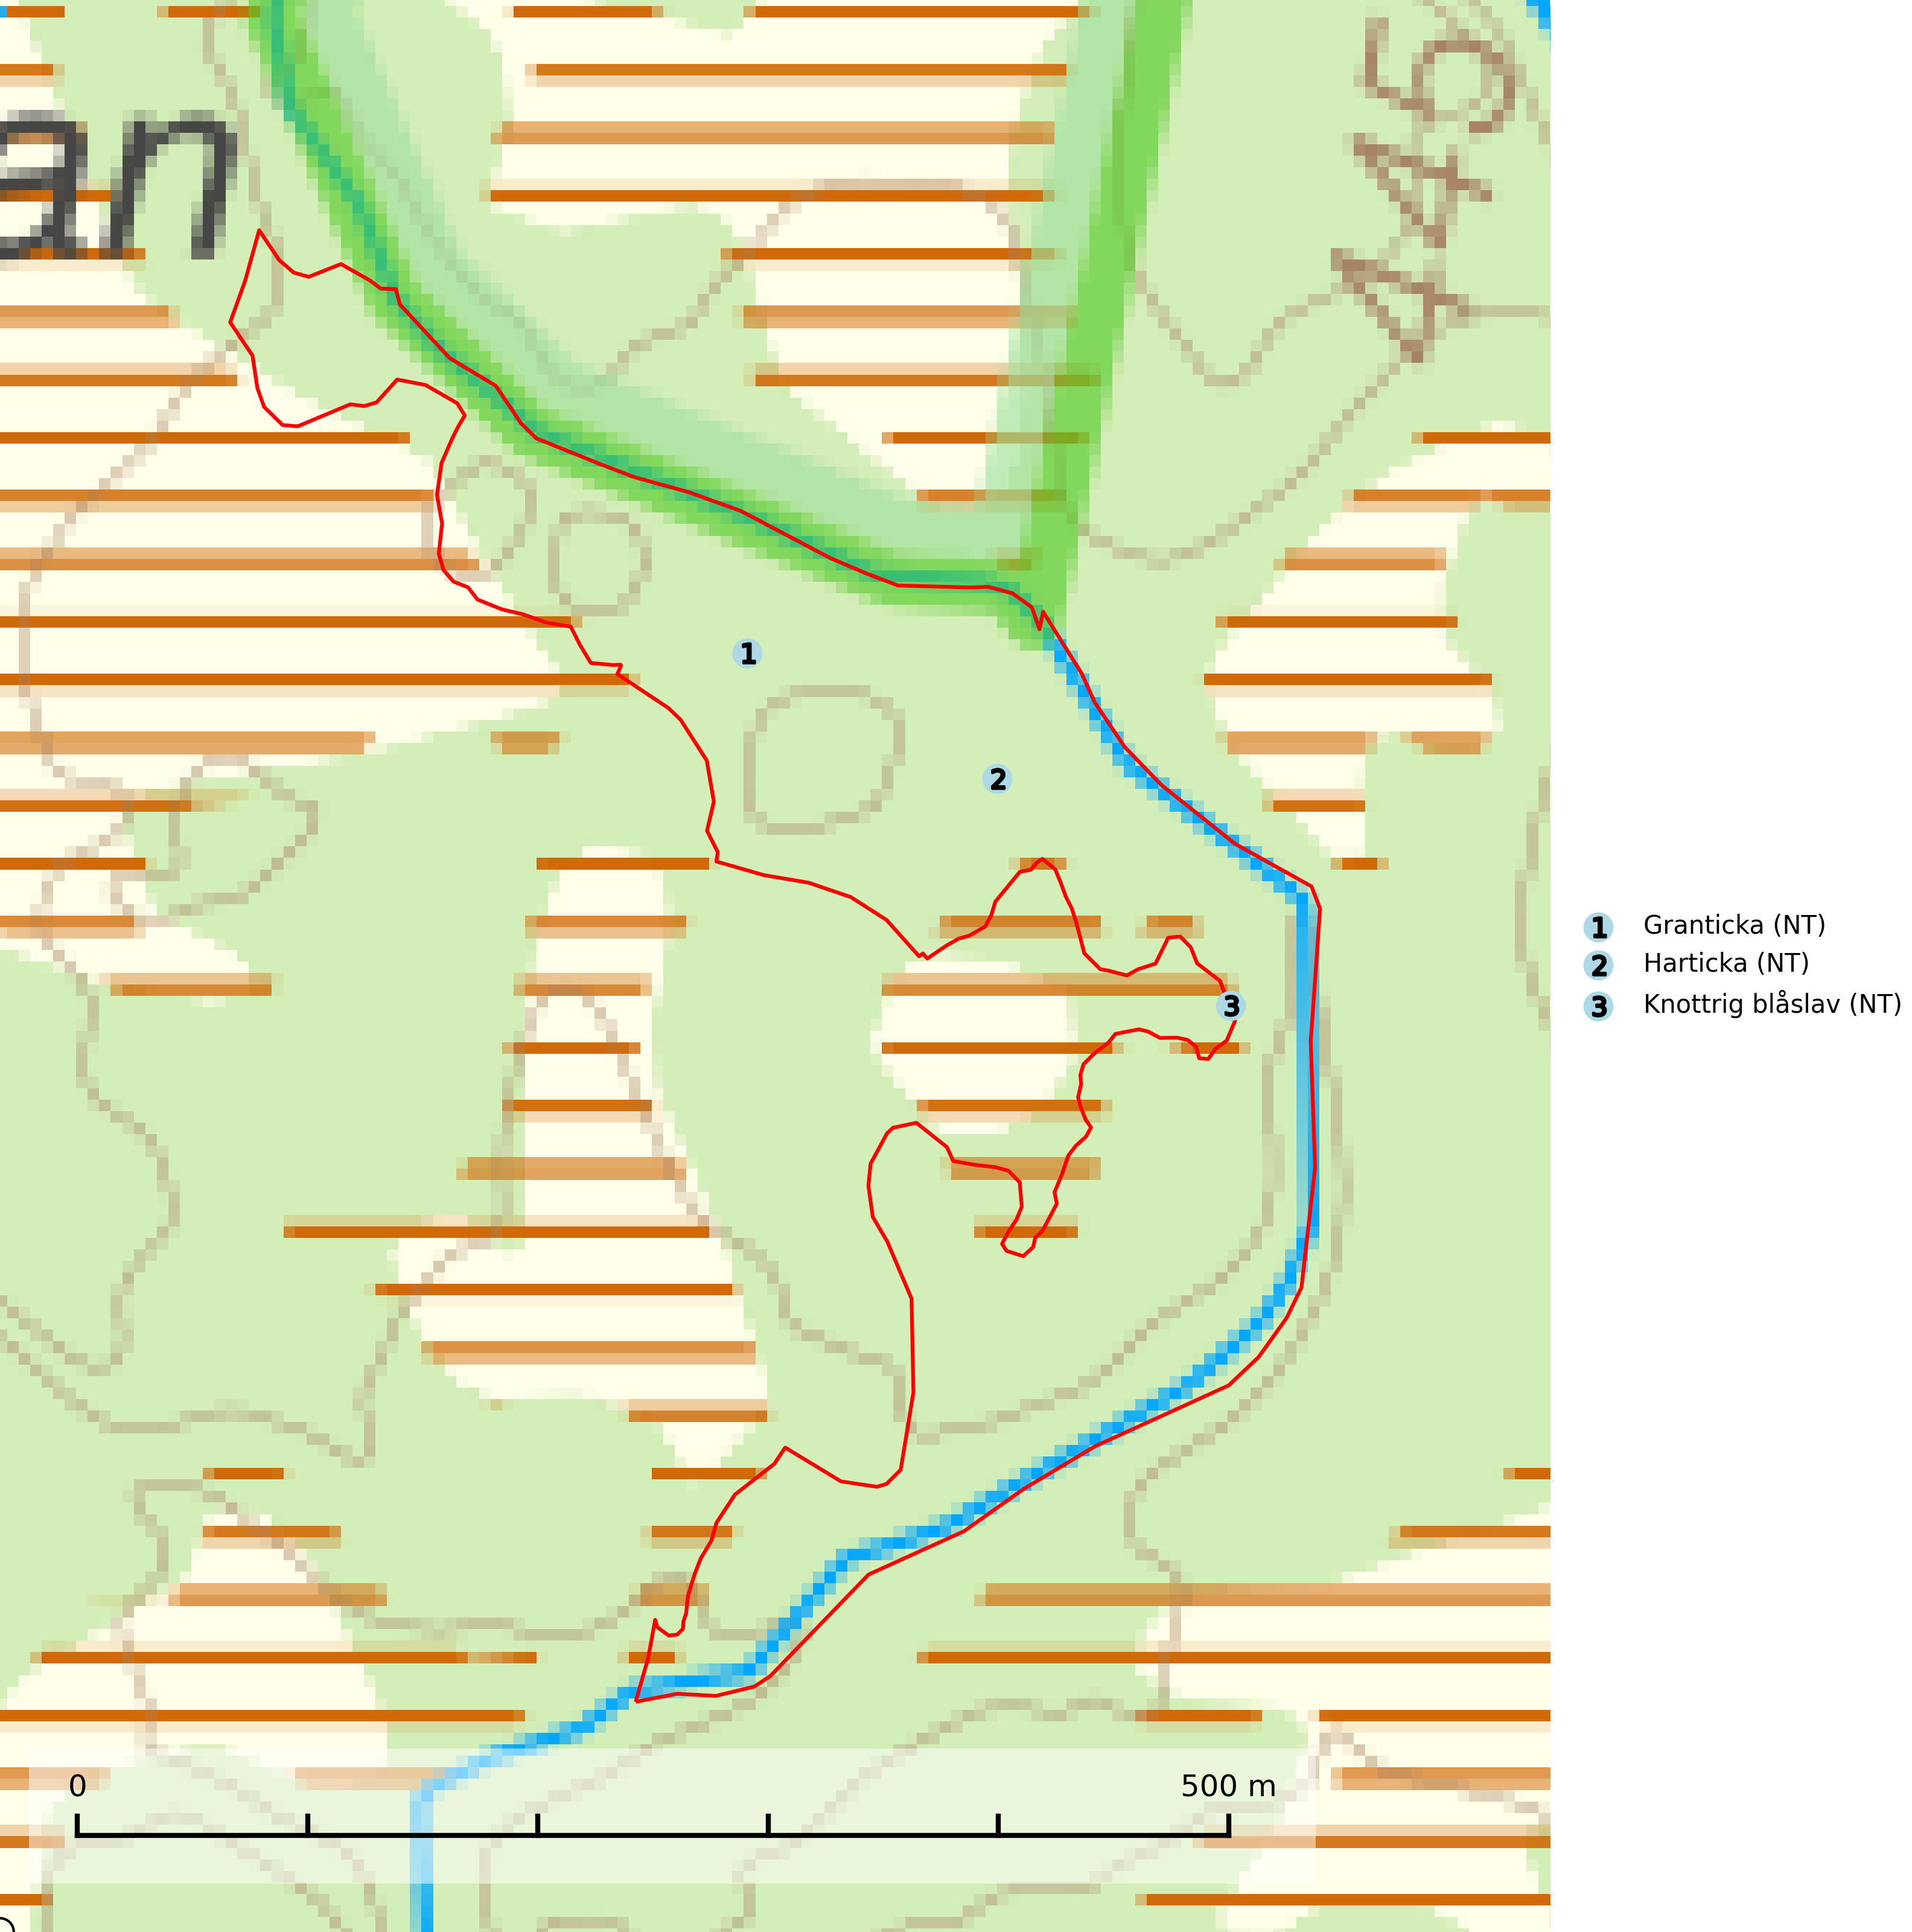 an
445
1
2
3
1 Granticka (NT)
2 Harticka (NT)
3 Knottrig blåslav (NT)
0 500 m